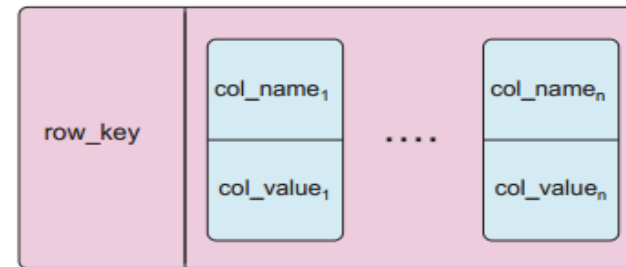 col_name₁ col_nameₙ
row_key ....
col_value₁ col_valueₙ